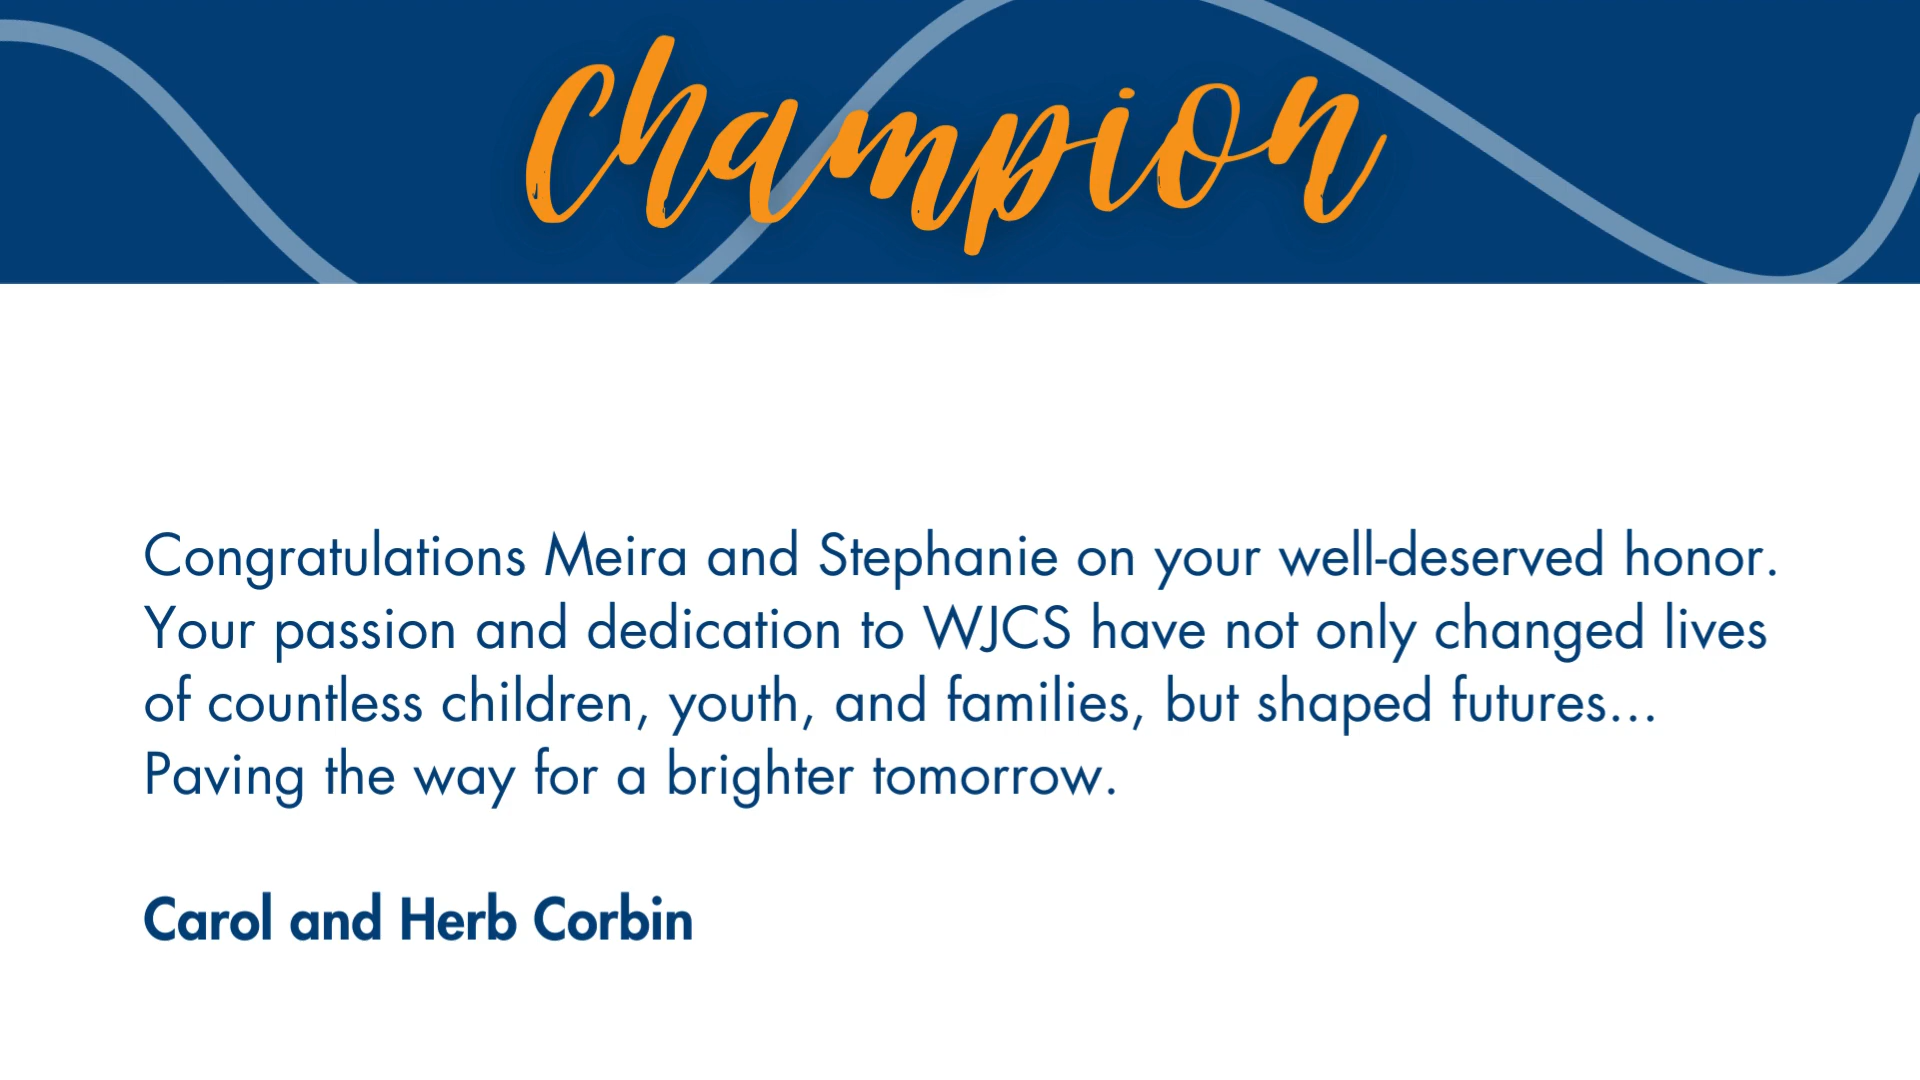 Champion
Congratulations Meira and Stephanie on your well-deserved honor.
Your passion and dedication to WJCS have not only changed lives
of countless children, youth, and families, but shaped futures...
Paving the way for a brighter tomorrow.
Carol and Herb Corbin